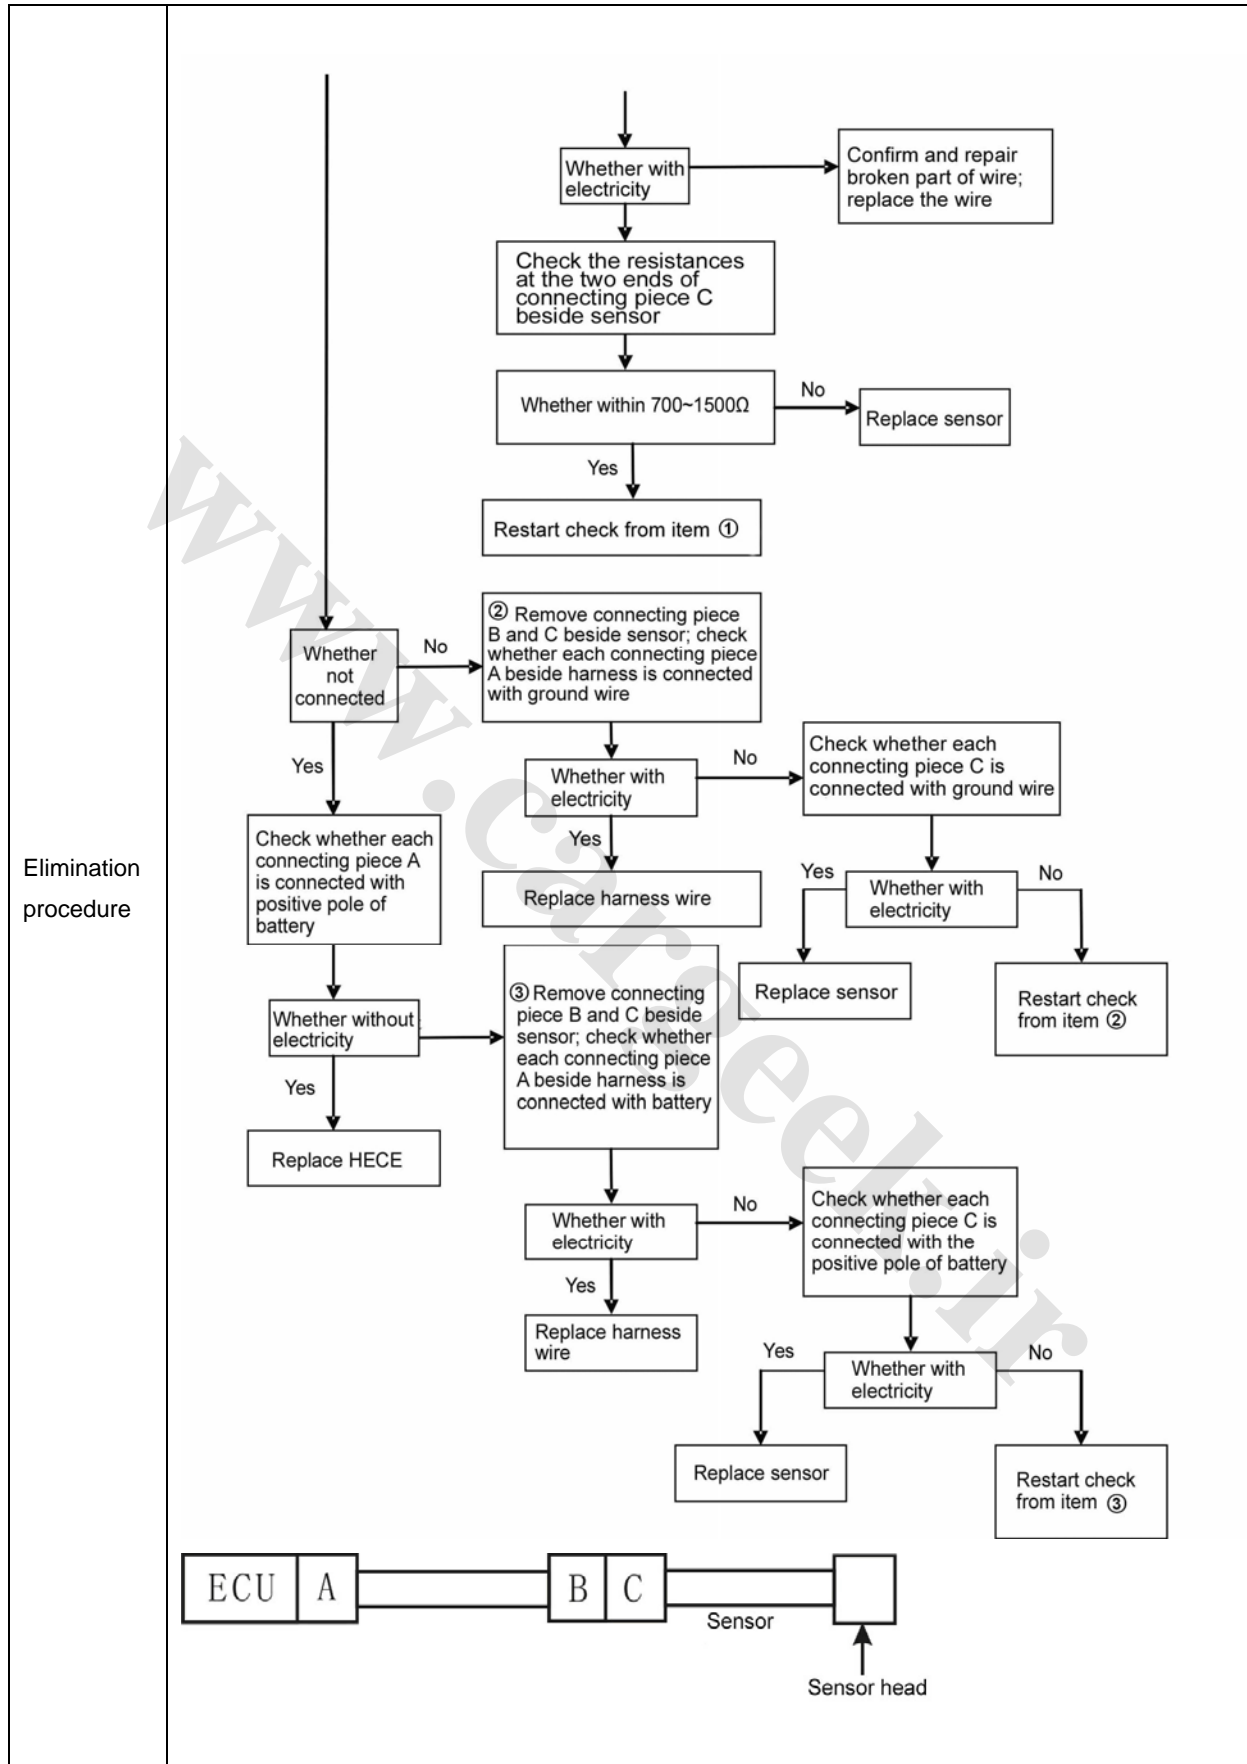 Elimination
procedure
Whether with
electricity
Confirm and repair
broken part of wire;
replace the wire
Check the resistances
at the two ends of
connecting piece C
beside sensor
Whether within 700~1500Ω
No
Replace sensor
Yes
Restart check from item ①
Whether
not
connected
No
② Remove connecting piece
B and C beside sensor; check
whether each connecting piece
A beside harness is connected
with ground wire
Yes
Whether with
electricity
No
Check whether each
connecting piece C is
connected with ground wire
Check whether each
connecting piece A
is connected with
positive pole of
battery
Yes
Replace harness wire
Yes
Whether with
electricity
No
Replace sensor
Restart check
from item ②
Whether without
electricity
③ Remove connecting
piece B and C beside
sensor; check whether
each connecting piece
A beside harness is
connected with battery
Yes
Replace HECE
Whether with
electricity
No
Check whether each
connecting piece C is
connected with the
positive pole of battery
Yes
Replace harness
wire
Yes
Whether with
electricity
No
Replace sensor
Restart check
from item ③
ECU A B C
Sensor
Sensor head
www.cargeek.ir